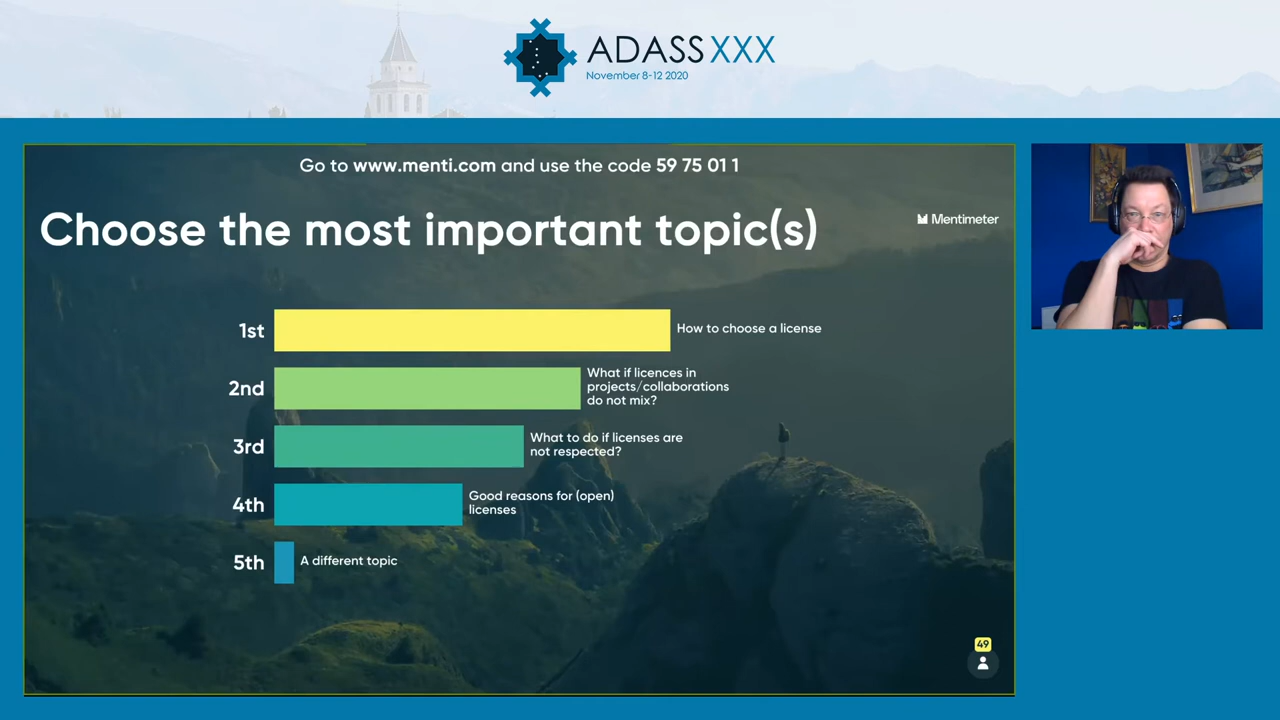 ADASS XXX
November 8-12 2020
Go to www.menti.com and use the code 59 75 01 1
Choose the most important topic(s)
Mentimeter
1st
How to choose a license
2nd
What if licences in
projects/collaborations
do not mix?
3rd
What to do if licenses are
not respected?
4th
Good reasons for (open)
licenses
5th
A different topic
49